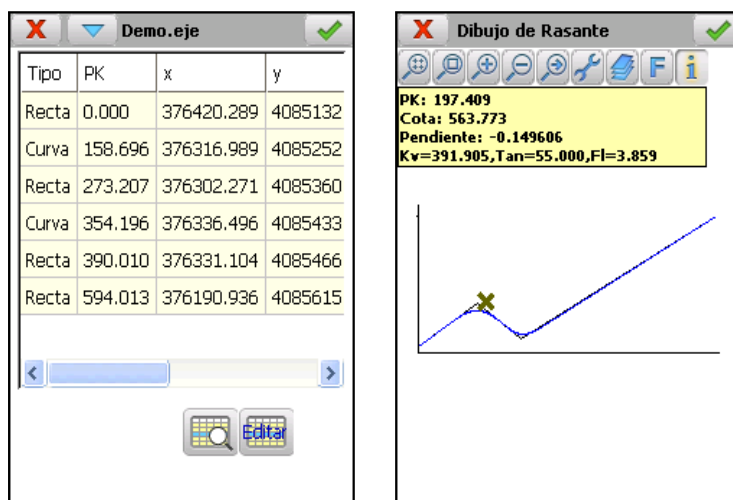 Demo.eje
Tipo PK x y
Recta 0.000 376420.289 4085132
Curva 158.696 376316.989 4085252
Recta 273.207 376302.271 4085360
Curva 354.196 376336.496 4085433
Recta 390.010 376331.104 4085466
Recta 594.013 376190.936 4085615
Editar
Dibujo de Rasante
F i
PK: 197.409
Cota: 563.773
Pendiente: -0.149606
Kv=391.905,Tan=55.000,Fl=3.859